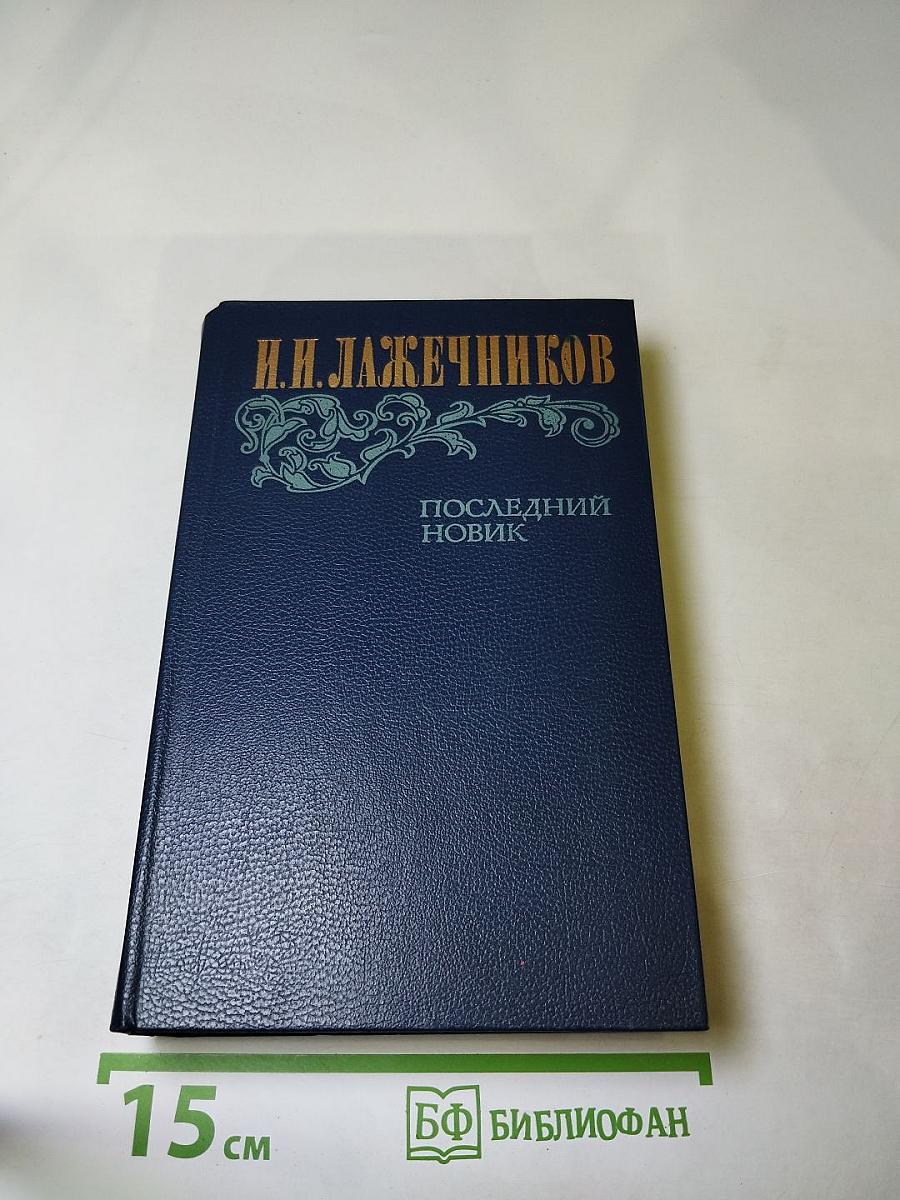 И.И.ЛАЖЕЧНИКОВ
ПОСЛЕДНИЙ
НОВИК
15 см
БФ БИБЛИОФАН